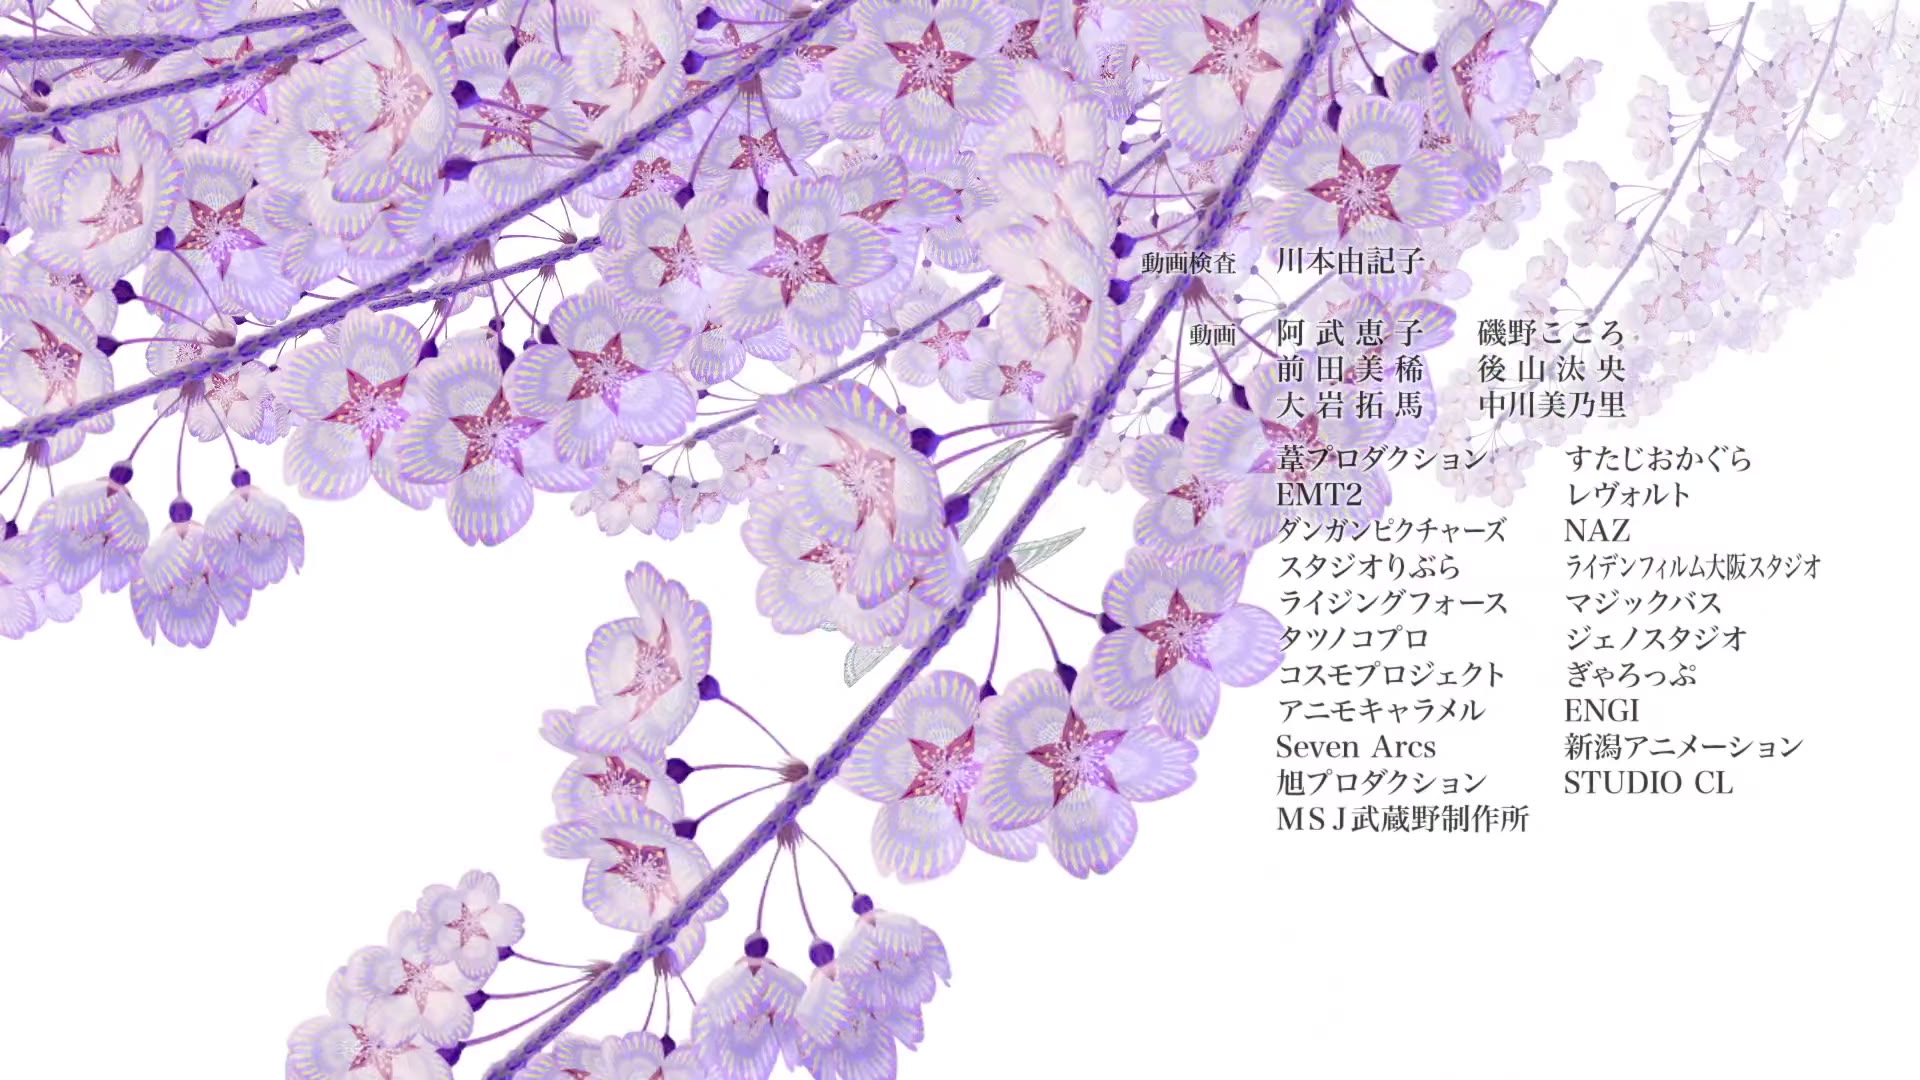 動画検査 川本由記子
動画 阿武恵子 磯野こころ
前田美稀 後山汰央
大岩拓馬 中川美乃里
葦プロダクション すたじおかぐら
EMT2 レヴォルト
ダンガンピクチャーズ NAZ
スタジオりぶら ライデンフィルム大阪スタジオ
ライジングフォース マジックバス
タツノコプロ ジェノスタジオ
コスモプロジェクト ぎゃろっぷ
アニモキャラメル ENGI
Seven Arcs 新潟アニメーション
旭プロダクション STUDIO CL
MSJ武蔵野制作所